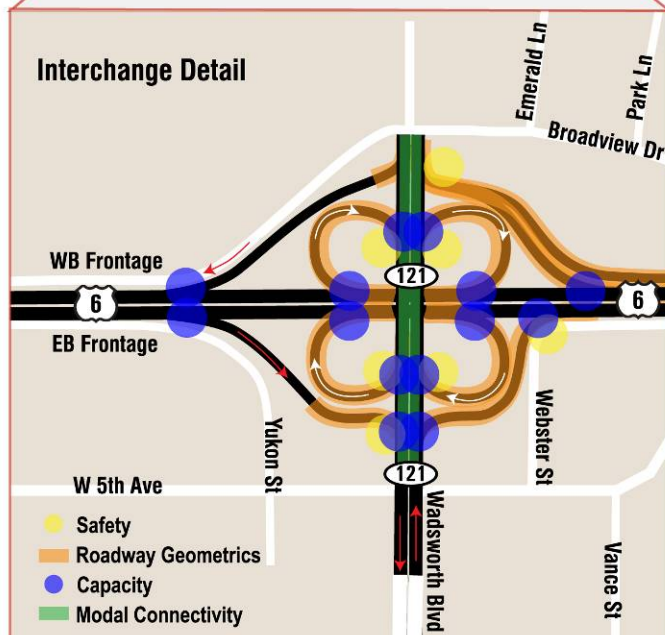 Interchange Detail
Emerald Ln
Park Ln
Broadview Dr
WB Frontage
121
6
6
EB Frontage
Yukon St
Webster St
121
W 5th Ave
Wadsworth Blvd
Vance St
Safety
Roadway Geometrics
Capacity
Modal Connectivity